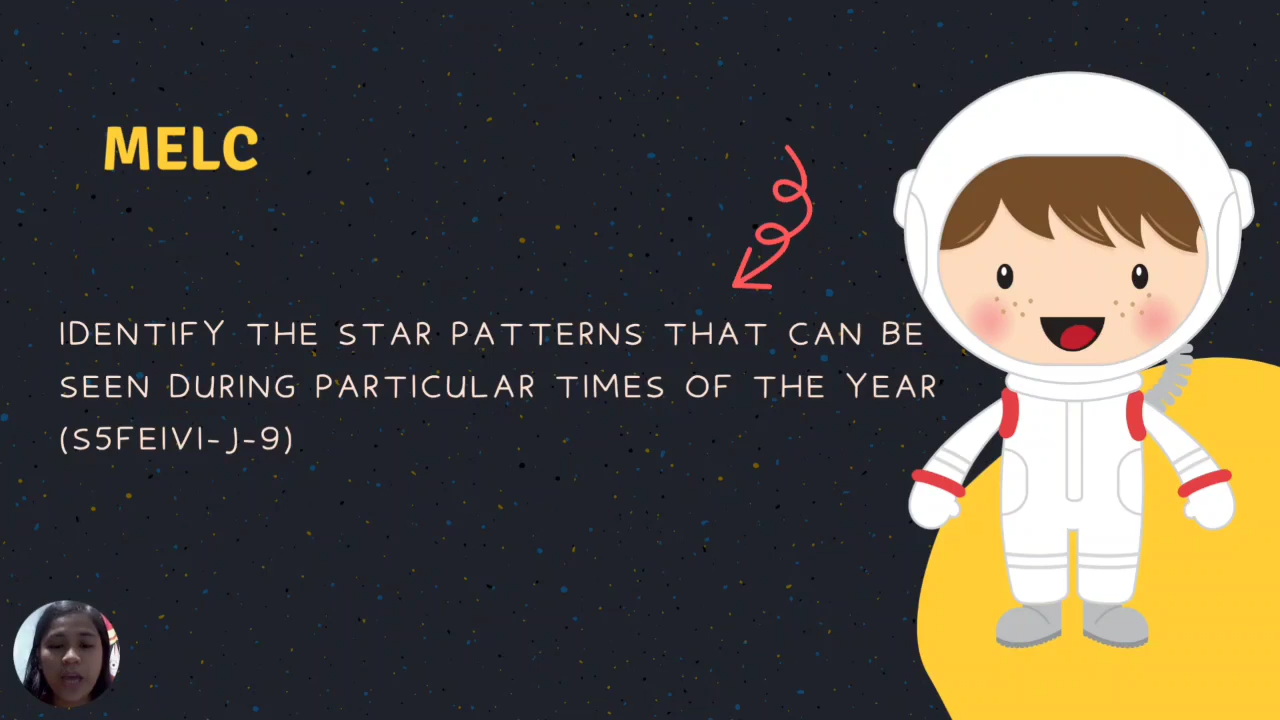 MELC
IDENTIFY THE STAR PATTERNS THAT CAN BE
SEEN DURING PARTICULAR TIMES OF THE YEAR
(S5FEIVI-J-9)